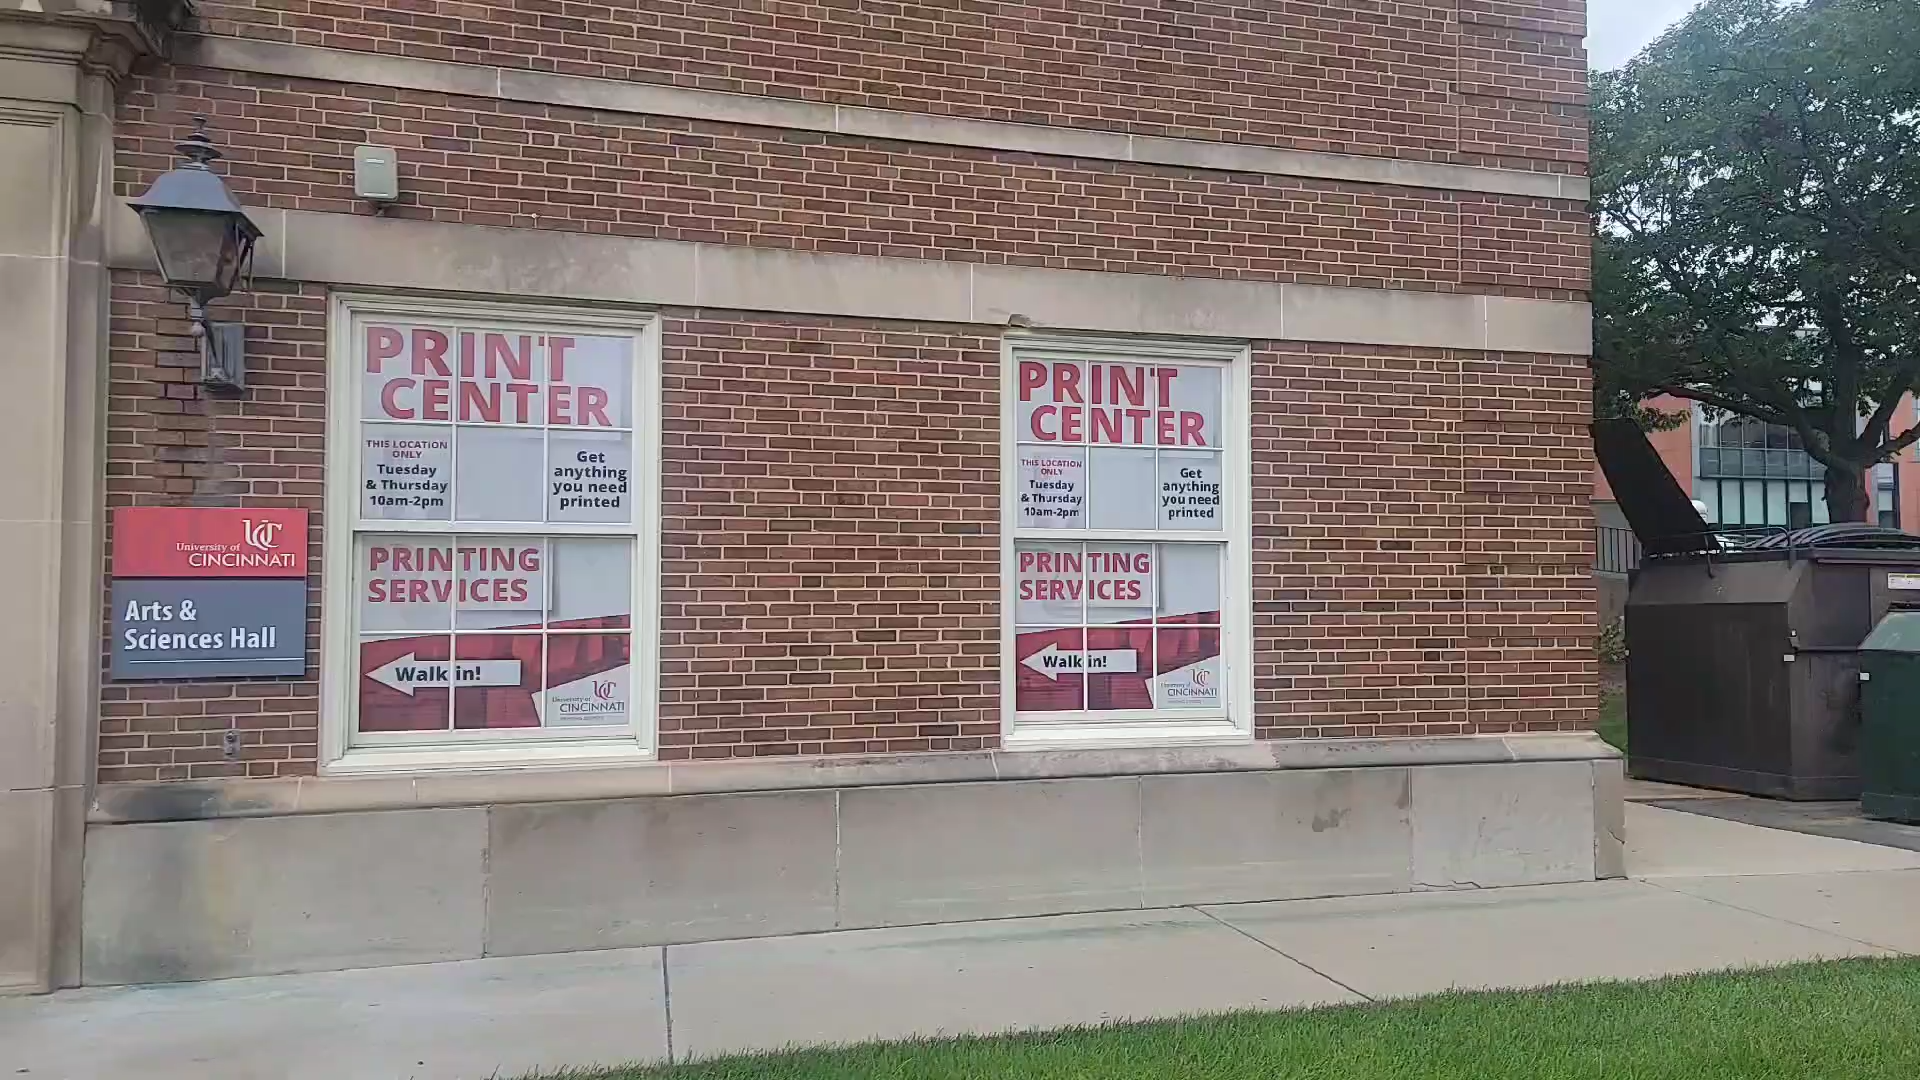 PRINT
CENTER
THIS LOCATION
ONLY
Tuesday
& Thursday
10am-2pm
Get
anything
you need
printed
PRINTING
SERVICES
Walk in!
University of
CINCINNATI
PRINT
CENTER
THIS LOCATION
ONLY
Tuesday
& Thursday
10am-2pm
Get
anything
you need
printed
PRINTING
SERVICES
Walk in!
University of
CINCINNATI
UC
University of
CINCINNATI
Arts &
Sciences Hall